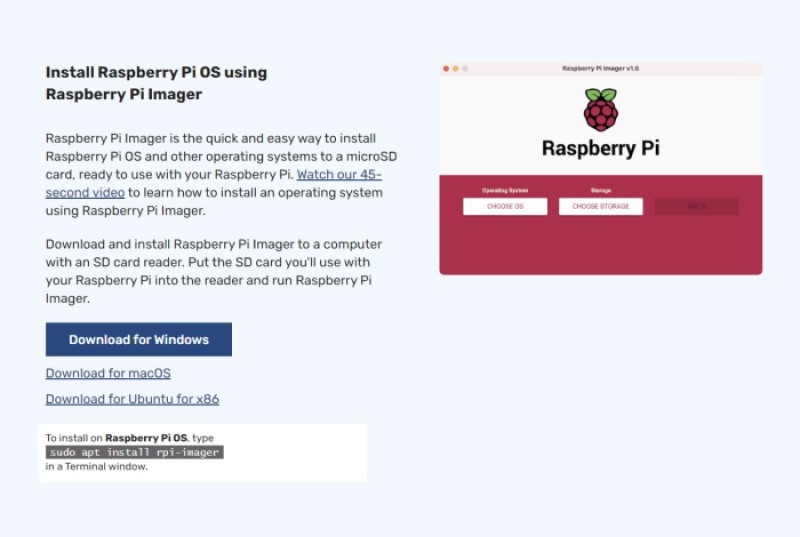 Install Raspberry Pi OS using
Raspberry Pi Imager
Raspberry Pi Imager is the quick and easy way to install
Raspberry Pi OS and other operating systems to a microSD
card, ready to use with your Raspberry Pi. Watch our 45-
second video to learn how to install an operating system
using Raspberry Pi Imager.
Download and install Raspberry Pi Imager to a computer
with an SD card reader. Put the SD card you'll use with
your Raspberry Pi into the reader and run Raspberry Pi
Imager.
Download for Windows
Download for macOS
Download for Ubuntu for x86
To install on Raspberry Pi OS, type
sudo apt install rpi-imager
in a Terminal window.
Raspberry Pi Imager v1.6
Raspberry Pi
Operating System
Storage
CHOOSE OS
CHOOSE STORAGE